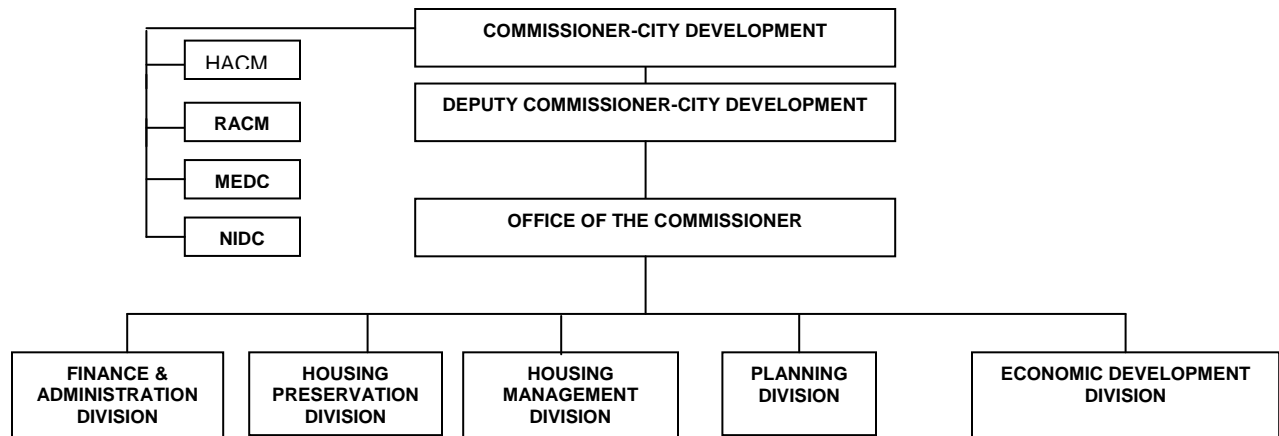 COMMISSIONER-CITY DEVELOPMENT
HACM
DEPUTY COMMISSIONER-CITY DEVELOPMENT
RACM
MEDC
OFFICE OF THE COMMISSIONER
NIDC
FINANCE &
ADMINISTRATION
DIVISION
HOUSING
PRESERVATION
DIVISION
HOUSING
MANAGEMENT
DIVISION
PLANNING
DIVISION
ECONOMIC DEVELOPMENT
DIVISION